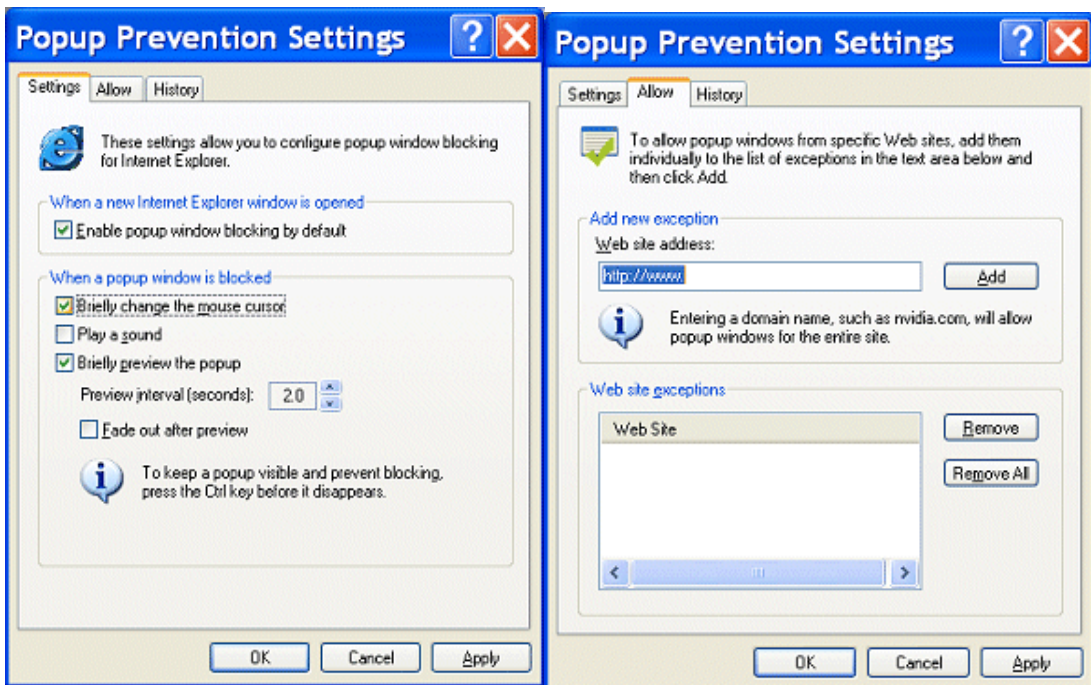 Popup Prevention Settings
Settings Allow History
These settings allow you to configure popup window blocking
for Internet Explorer.
When a new Internet Explorer window is opened
Enable popup window blocking by default
When a popup window is blocked
Briefly change the mouse cursor
Play a sound
Briefly preview the popup
Preview interval (seconds): 2.0
Fade out after preview
To keep a popup visible and prevent blocking,
press the Ctrl key before it disappears.
OK Cancel Apply
Popup Prevention Settings
Settings Allow History
To allow popup windows from specific Web sites, add them
individually to the list of exceptions in the text area below and
then click Add.
Add new exception
Web site address:
http://www. Add
Entering a domain name, such as nvidia.com, will allow
popup windows for the entire site.
Web site exceptions
Web Site
Remove
Remove All
OK Cancel Apply